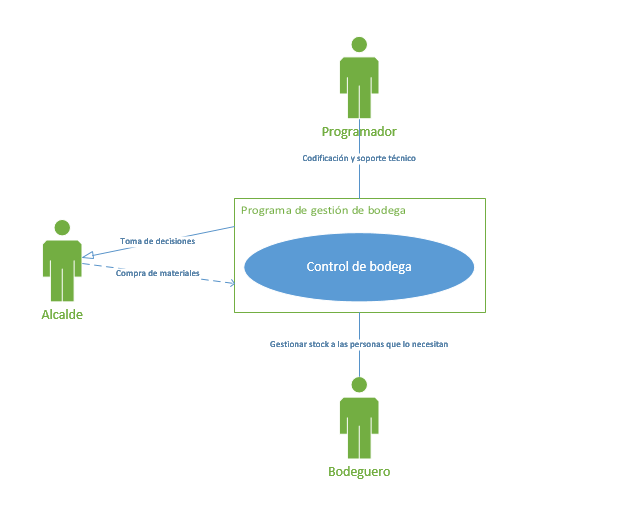 Programador
Codificación y soporte técnico
Programa de gestión de bodega
Toma de decisiones
Control de bodega
Compra de materiales
Alcalde
Gestionar stock a las personas que lo necesitan
Bodeguero